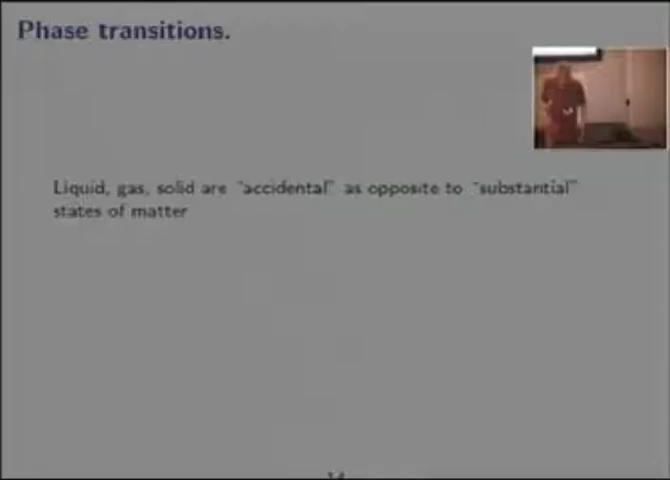 Phase transitions.
Liquid, gas, solid are "accidental" as opposite to "substantial"
states of matter